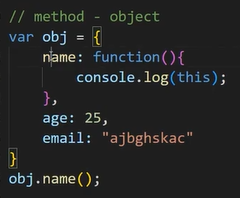 // method - object
var obj = {
    name: function(){
        console.log(this);
    },
    age: 25,
    email: "ajbghskac"
}
obj.name();